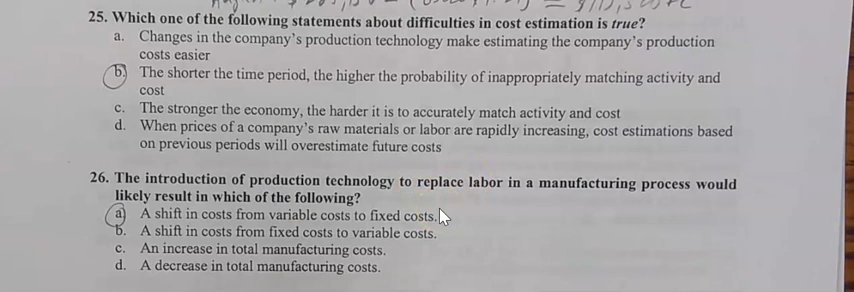 25. Which one of the following statements about difficulties in cost estimation is true?
a. Changes in the company's production technology make estimating the company's production
costs easier
b. The shorter the time period, the higher the probability of inappropriately matching activity and
cost
c. The stronger the economy, the harder it is to accurately match activity and cost
d. When prices of a company's raw materials or labor are rapidly increasing, cost estimations based
on previous periods will overestimate future costs
26. The introduction of production technology to replace labor in a manufacturing process would
likely result in which of the following?
a) A shift in costs from variable costs to fixed costs.
b. A shift in costs from fixed costs to variable costs.
c. An increase in total manufacturing costs.
d. A decrease in total manufacturing costs.